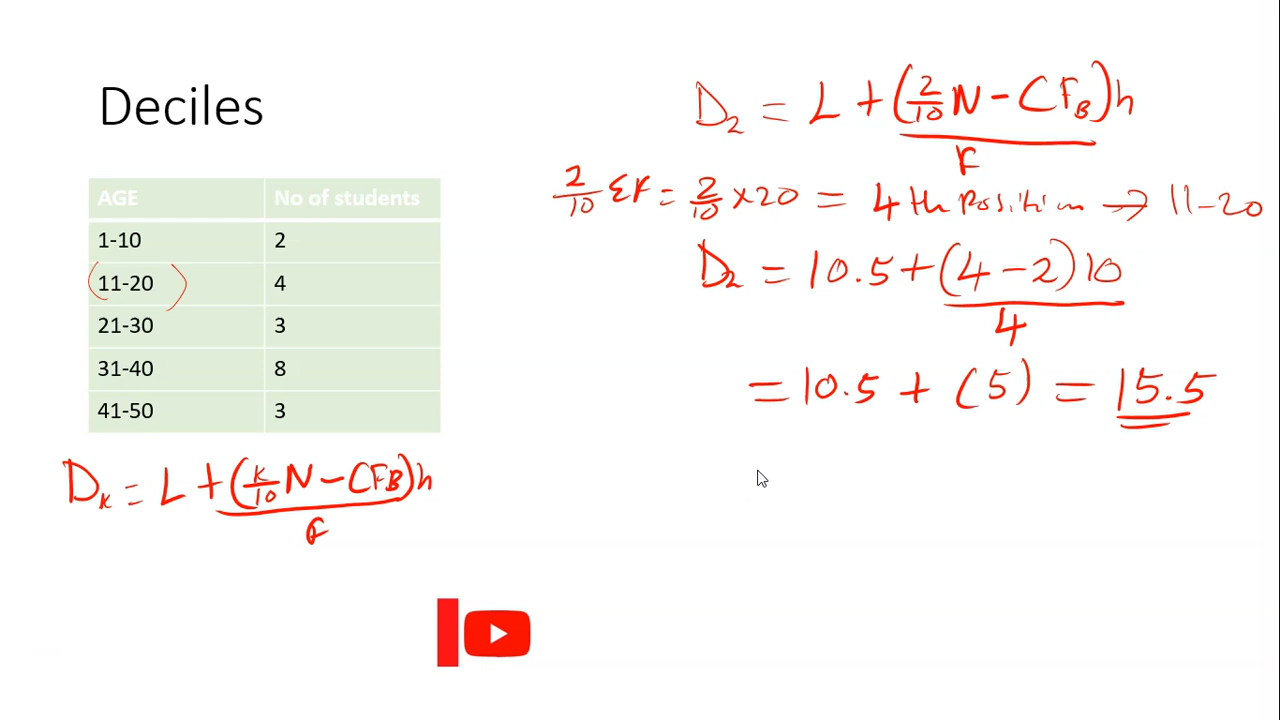 Deciles
AGE No of students
1-10 2
11-20 4
21-30 3
31-40 8
41-50 3
Dₖ = L + (k/10 N - CFB)h / f
D₂ = L + (2/10 N - CF_B)h / F
2/10 ΣF = 2/10 × 20 = 4th Position → 11-20
D₂ = 10.5 + (4 - 2)10 / 4
= 10.5 + (5) = 15.5